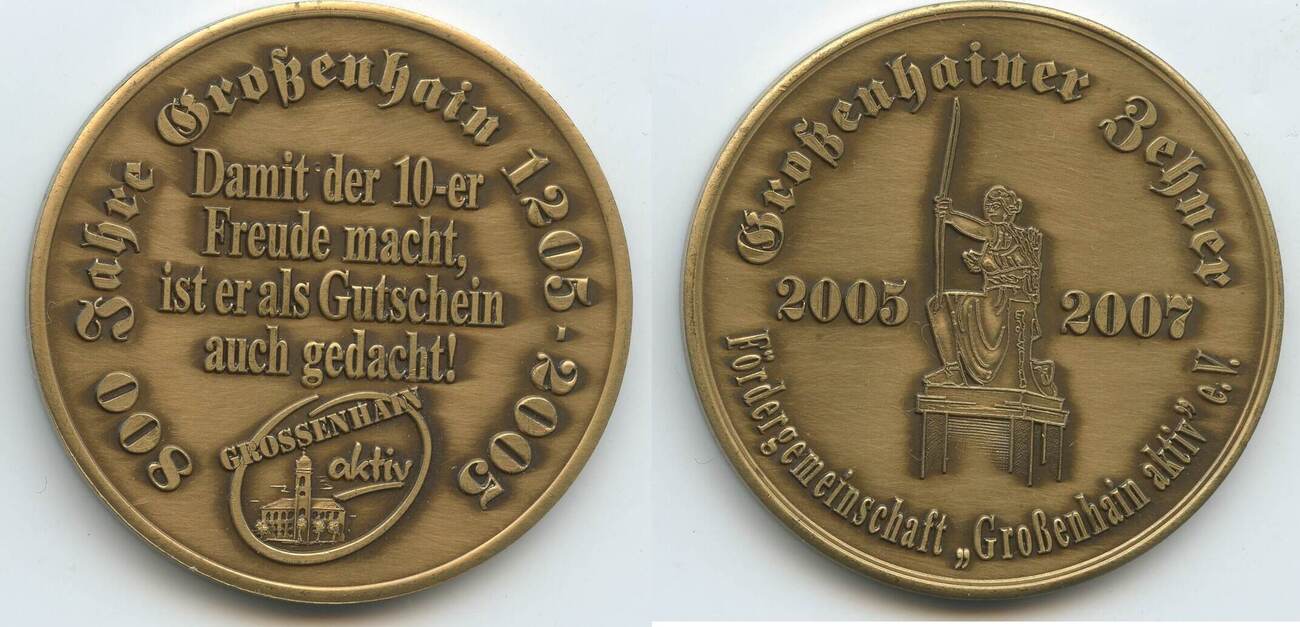 800 Jahre Großenhain 1205-2005
Damit der 10-er
Freude macht,
ist er als Gutschein
auch gedacht!
GROSSENHAIN
aktiv
Großenhainer Zehner
2005 2007
Fördergemeinschaft „Großenhain aktiv" e.V.